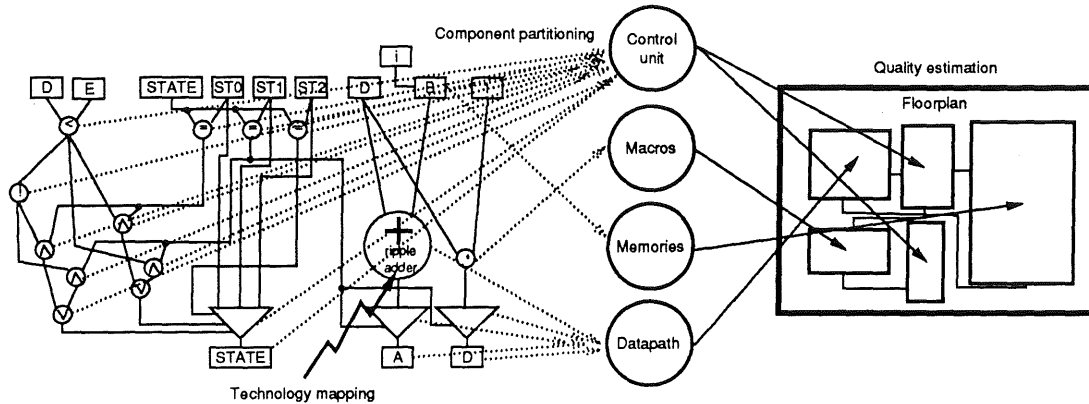 Component partitioning
Control
unit
Quality estimation
Floorplan
i
D E STATE ST0 ST1 ST2 D B
< = = =
!
Macros
+
ripple
adder
Memories
Datapath
STATE A D
Technology mapping